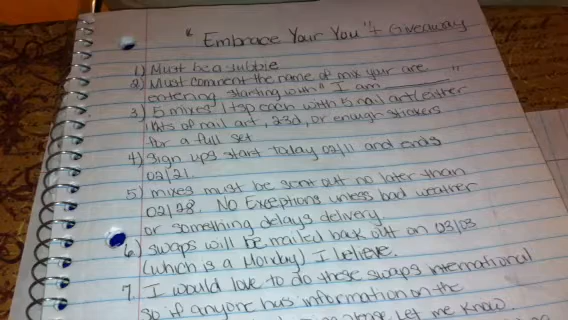 "Embrace Your You"+ Giveaway
1) Must be a subbie
2) Must comment the name of mix your are
entering, starting with "I am ______"
3) 5 mixes 1 tsp each with 5 nail art (either
lots of nail art, 23d, or enough stickers
for a full set
4) Sign ups start today 02/11 and ends
02/21.
5) mixes must be sent out no later than
02/28. No Exceptions unless bad weather
or something delays delivery
6) swaps will be mailed back out on 03/03
(which is a Monday) I believe.
7. I would love to do these swaps international
so if anyone has information on the
let me know.